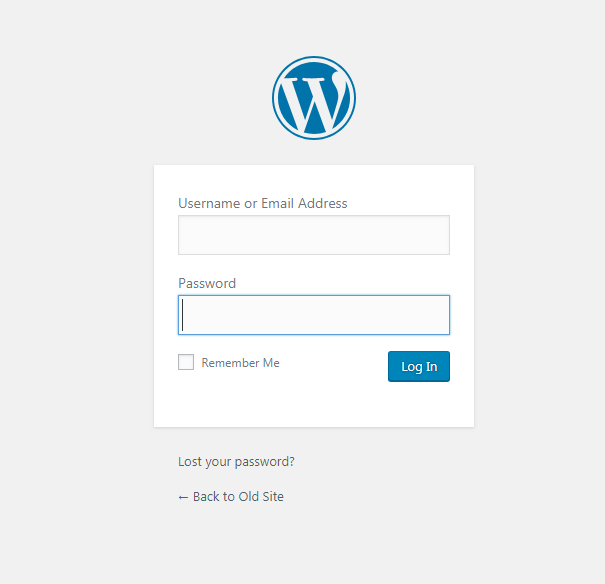 Username or Email Address
Password
Remember Me
Log In
Lost your password?
← Back to Old Site